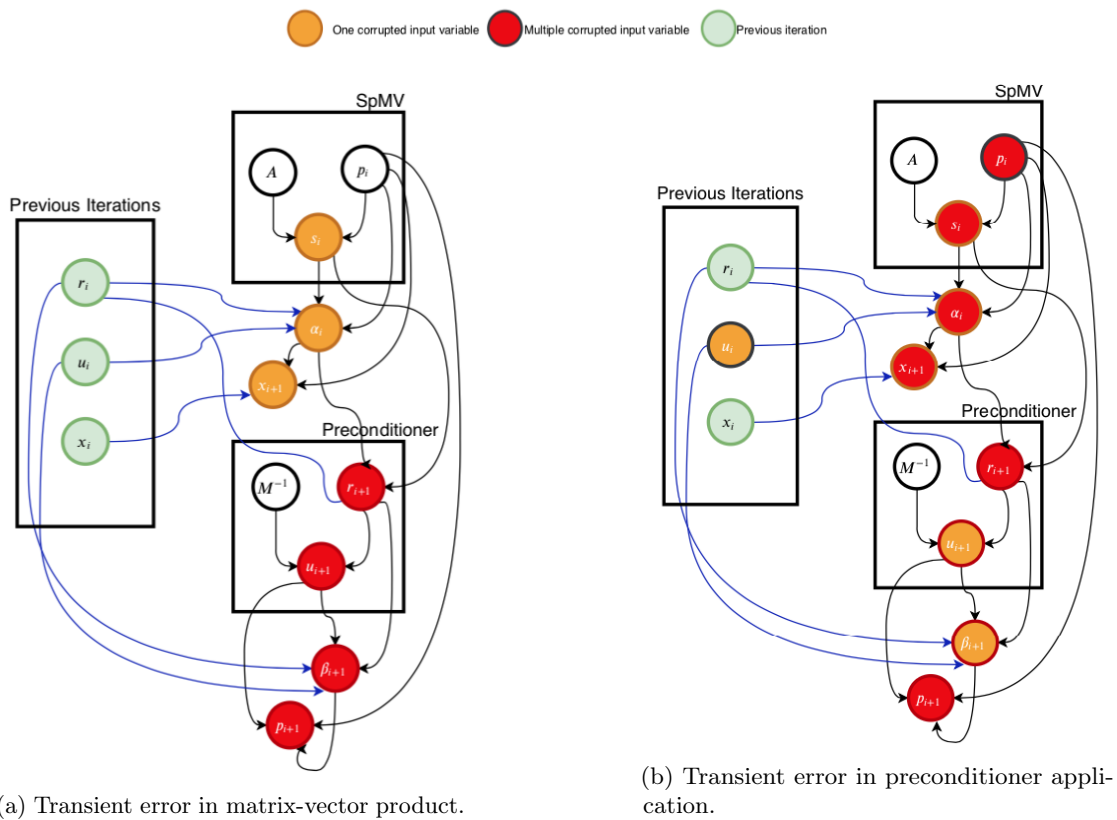 One corrupted input variable
Multiple corrupted input variable
Previous iteration
SpMV
A
p_i
s_i
Previous Iterations
r_i
u_i
x_i
α_i
x_{i+1}
Preconditioner
M^{-1}
r_{i+1}
u_{i+1}
β_{i+1}
p_{i+1}
a) Transient error in matrix-vector product.
SpMV
A
p_i
s_i
Previous Iterations
r_i
u_i
x_i
α_i
x_{i+1}
Preconditioner
M^{-1}
r_{i+1}
u_{i+1}
β_{i+1}
p_{i+1}
(b) Transient error in preconditioner appli-
cation.